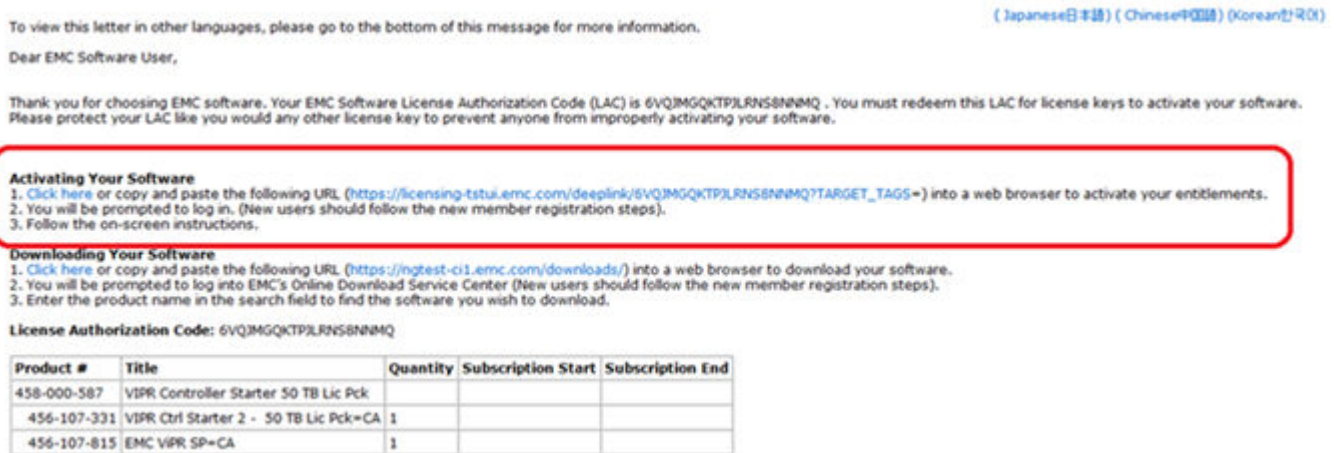 ( Japanese日本語) ( Chinese中国語) (Korean한국어)
To view this letter in other languages, please go to the bottom of this message for more information.
Dear EMC Software User,
Thank you for choosing EMC software. Your EMC Software License Authorization Code (LAC) is 6VQJMGQKTPJLRNS8NNMQ . You must redeem this LAC for license keys to activate your software.
Please protect your LAC like you would any other license key to prevent anyone from improperly activating your software.
Activating Your Software
1. Click here or copy and paste the following URL (https://licensing-tstui.emc.com/deeplink/6VQJMGQKTPJLRNS8NNMQ?TARGET_TAGS=) into a web browser to activate your entitlements.
2. You will be prompted to log in. (New users should follow the new member registration steps).
3. Follow the on-screen instructions.
Downloading Your Software
1. Click here or copy and paste the following URL (https://ngtest-ci1.emc.com/downloads/) into a web browser to download your software.
2. You will be prompted to log into EMC's Online Download Service Center (New users should follow the new member registration steps).
3. Enter the product name in the search field to find the software you wish to download.
License Authorization Code: 6VQJMGQKTPJLRNS8NNMQ
Product # Title Quantity Subscription Start Subscription End
458-000-587 VIPR Controller Starter 50 TB Lic Pck
456-107-331 VIPR Ctrl Starter 2 - 50 TB Lic Pck=CA 1
456-107-815 EMC ViPR SP=CA 1